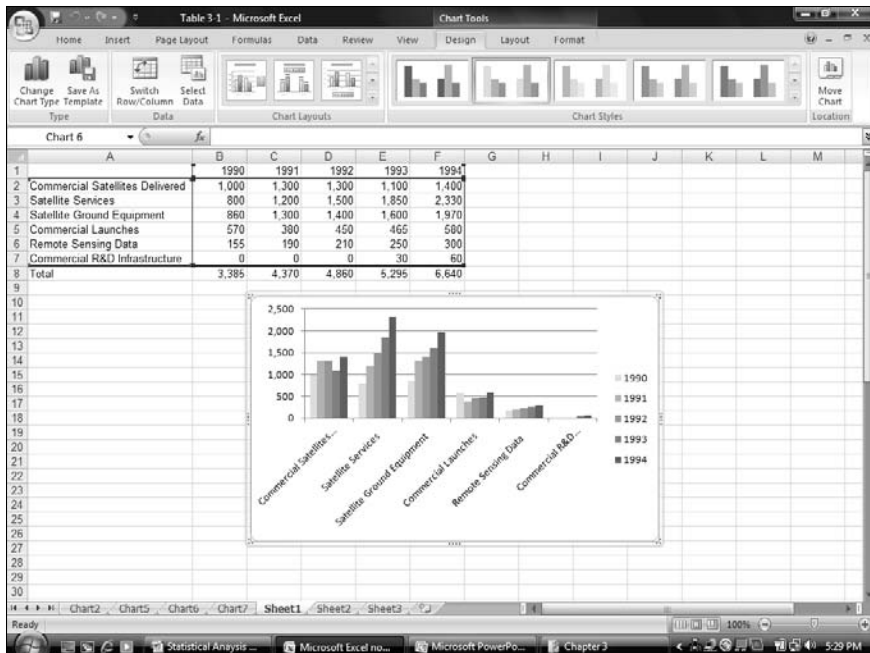 Table 3-1 - Microsoft Excel
Chart Tools
Home Insert Page Layout Formulas Data Review View Design Layout Format
Change Chart Type
Save As Template
Switch Row/Column
Select Data
Move Chart
Type Data Chart Layouts Chart Styles Location
Chart 6 fx
A B C D E F G H I J K L M
1 1990 1991 1992 1993 1994
2 Commercial Satellites Delivered 1,000 1,300 1,300 1,100 1,400
3 Satellite Services 800 1,200 1,500 1,850 2,330
4 Satellite Ground Equipment 860 1,300 1,400 1,600 1,970
5 Commercial Launches 570 380 450 465 580
6 Remote Sensing Data 155 190 210 250 300
7 Commercial R&D Infrastructure 0 0 0 30 60
8 Total 3,385 4,370 4,860 5,295 6,640
9
10
11
12
13
14
15
16
17
18
19
20
21
22
23
24
25
26
27
28
29
30
2,500
2,000
1,500
1,000
500
0
Commercial Satellites...
Satellite Services
Satellite Ground Equipment
Commercial Launches
Remote Sensing Data
Commercial R&D...
1990
1991
1992
1993
1994
Chart2 Chart5 Chart6 Chart7 Sheet1 Sheet2 Sheet3
Ready 100%
Statistical Anaysis ... Microsoft Excel no... Microsoft PowerPo... Chapter 3 5:29 PM